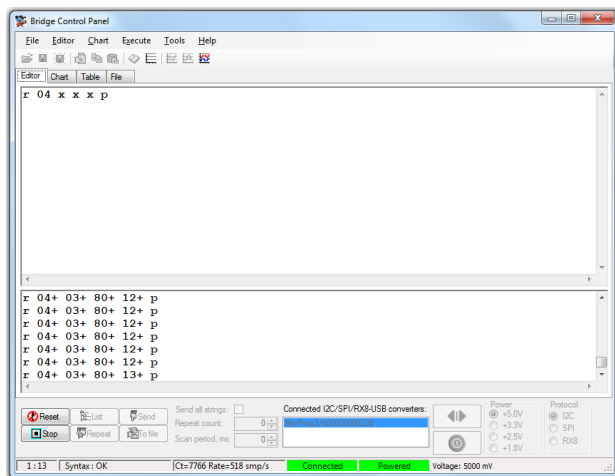 Bridge Control Panel
File Editor Chart Execute Tools Help
Editor Chart Table File
r 04 x x x p
r 04+ 03+ 80+ 12+ p
r 04+ 03+ 80+ 12+ p
r 04+ 03+ 80+ 12+ p
r 04+ 03+ 80+ 12+ p
r 04+ 03+ 80+ 12+ p
r 04+ 03+ 80+ 13+ p
Reset List Send
Stop Repeat To file
Send all strings:
Repeat count: 0
Scan period, ms: 0
Connected I2C/SPI/RX8-USB converters:
Power
+5.0V
+3.3V
+2.5V
+1.8V
Protocol
I2C
SPI
RX8
1:13 Syntax: OK Ct=7766 Rate=518 smp/s Connected Powered Voltage: 5000 mV